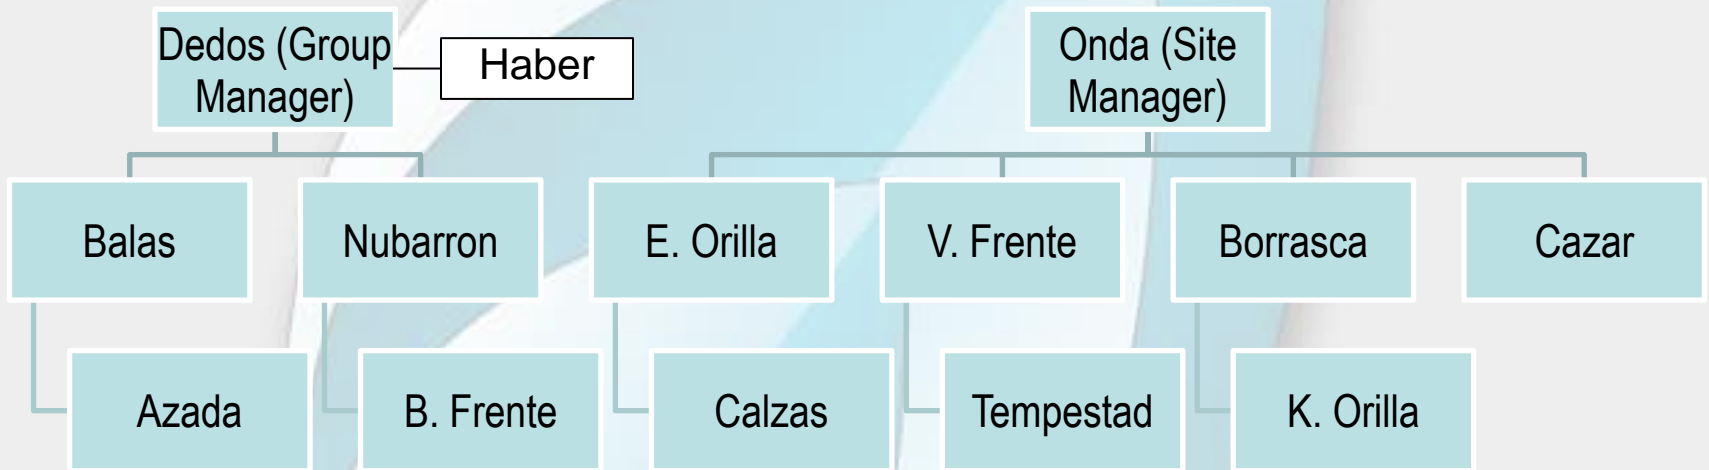 Dedos (Group
Manager)
Haber
Onda (Site
Manager)
Balas
Nubarron
E. Orilla
V. Frente
Borrasca
Cazar
Azada
B. Frente
Calzas
Tempestad
K. Orilla